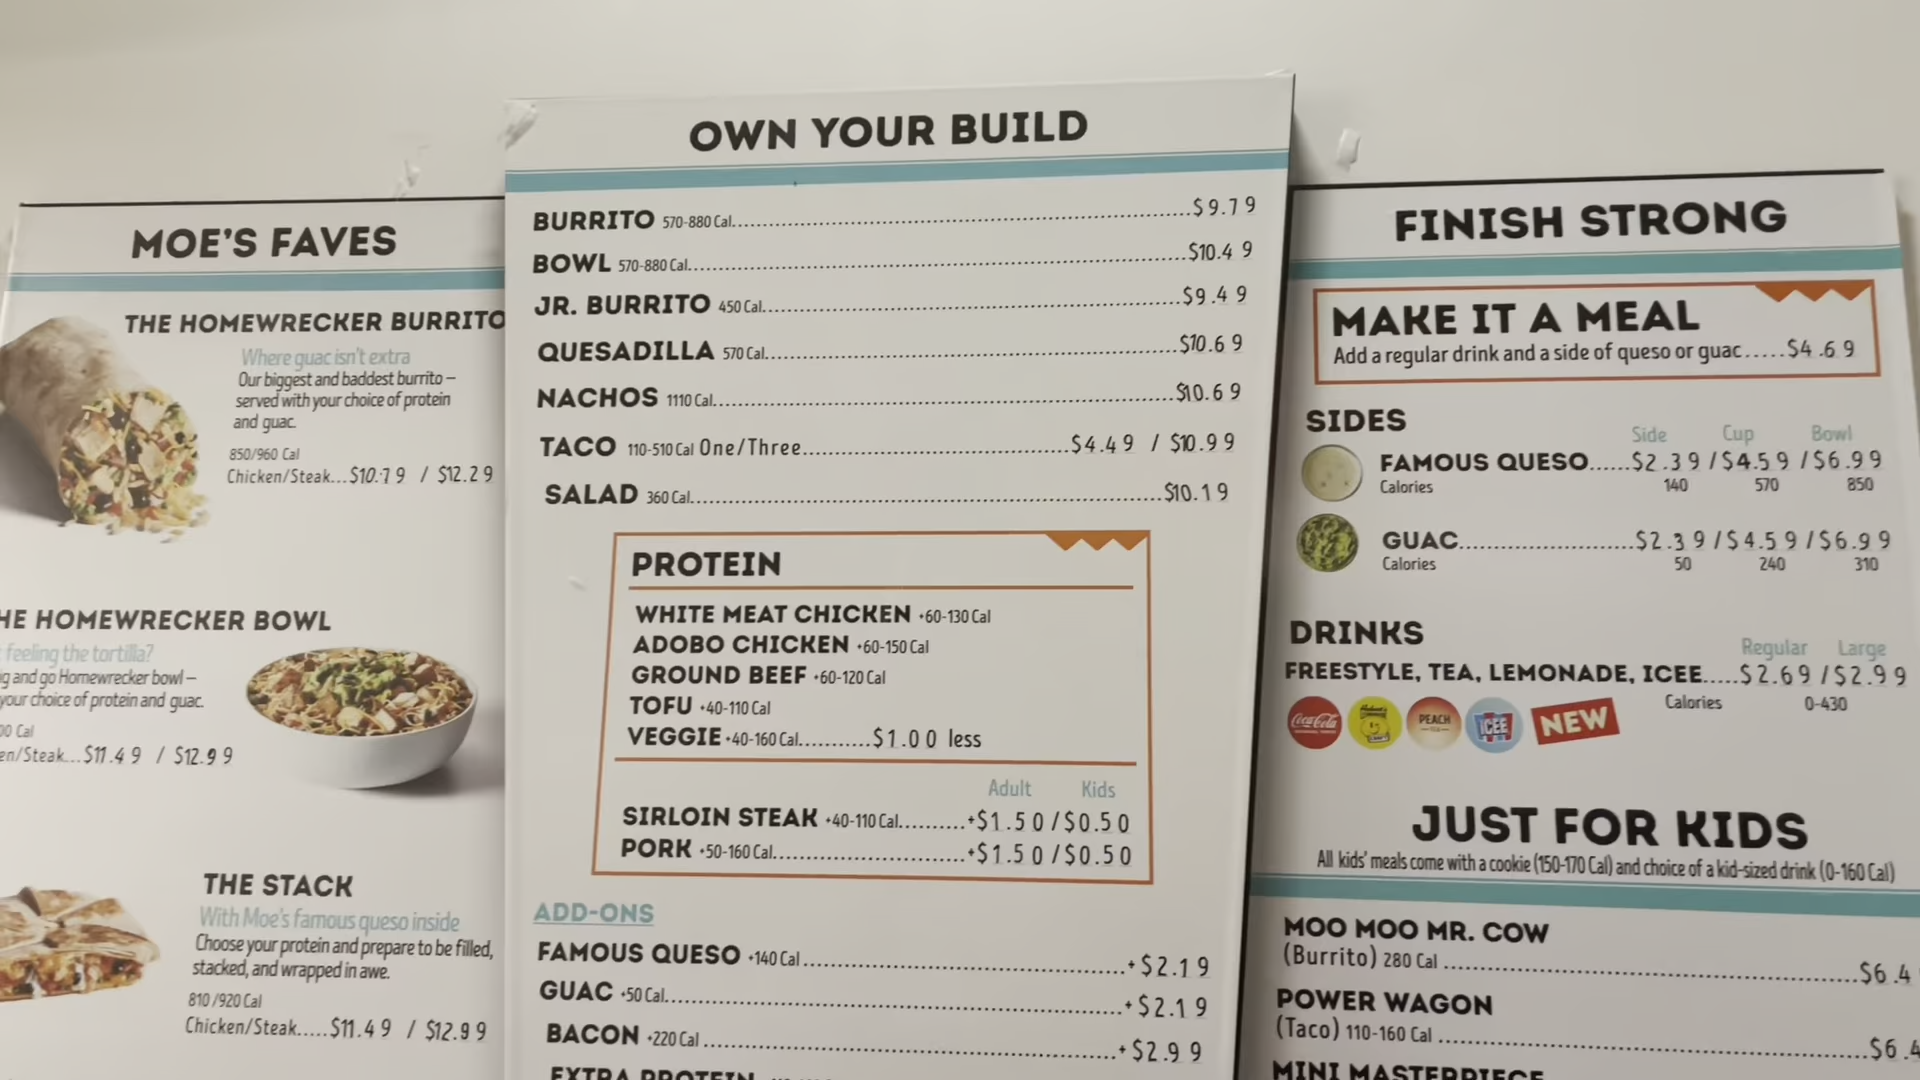 MOE'S FAVES
THE HOMEWRECKER BURRITO
Where guac isn't extra
Our biggest and baddest burrito –
served with your choice of protein
and guac.
850/960 Cal
Chicken/Steak...$10.79 / $12.29
HE HOMEWRECKER BOWL
feeling the tortilla?
ig and go Homewrecker bowl –
your choice of protein and guac.
00 Cal
en/Steak...$11.49 / $12.99
THE STACK
With Moe's famous queso inside
Choose your protein and prepare to be filled,
stacked, and wrapped in awe.
810/920 Cal
Chicken/Steak.....$11.49 / $12.99
OWN YOUR BUILD
BURRITO 570-880 Cal...$9.79
BOWL 570-880 Cal...$10.49
JR. BURRITO 450 Cal...$9.49
QUESADILLA 570 Cal...$10.69
NACHOS 1110 Cal...$10.69
TACO 110-510 Cal One/Three...$4.49 / $10.99
SALAD 360 Cal...$10.19
PROTEIN
WHITE MEAT CHICKEN +60-130 Cal
ADOBO CHICKEN +60-150 Cal
GROUND BEEF +60-120 Cal
TOFU +40-110 Cal
VEGGIE +40-160 Cal..........$1.00 less
Adult Kids
SIRLOIN STEAK +40-110 Cal..........+$1.50/$0.50
PORK +50-160 Cal...+$1.50/$0.50
ADD-ONS
FAMOUS QUESO +140 Cal...+$2.19
GUAC +50 Cal...+$2.19
BACON +220 Cal...+$2.99
EXTRA PROTEIN
FINISH STRONG
MAKE IT A MEAL
Add a regular drink and a side of queso or guac.....$4.69
SIDES
Side Cup Bowl
FAMOUS QUESO......$2.39/$4.59/$6.99
Calories 140 570 850
GUAC...$2.39/$4.59/$6.99
Calories 50 240 310
DRINKS
Regular Large
FREESTYLE, TEA, LEMONADE, ICEE.....$2.69/$2.99
Calories 0-430
Coca-Cola
PEACH
ICEE
NEW
JUST FOR KIDS
All kids' meals come with a cookie (150-170 Cal) and choice of a kid-sized drink (0-160 Cal)
MOO MOO MR. COW
(Burrito) 280 Cal...$6.4
POWER WAGON
(Taco) 110-160 Cal...$6.4
MINI MASTERPIECE